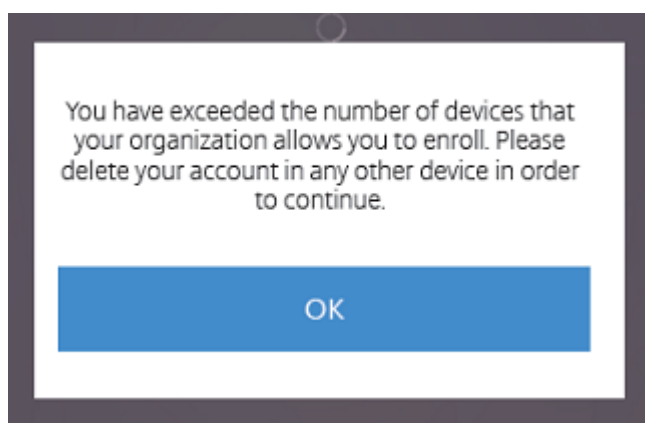 You have exceeded the number of devices that
your organization allows you to enroll. Please
delete your account in any other device in order
to continue.
OK